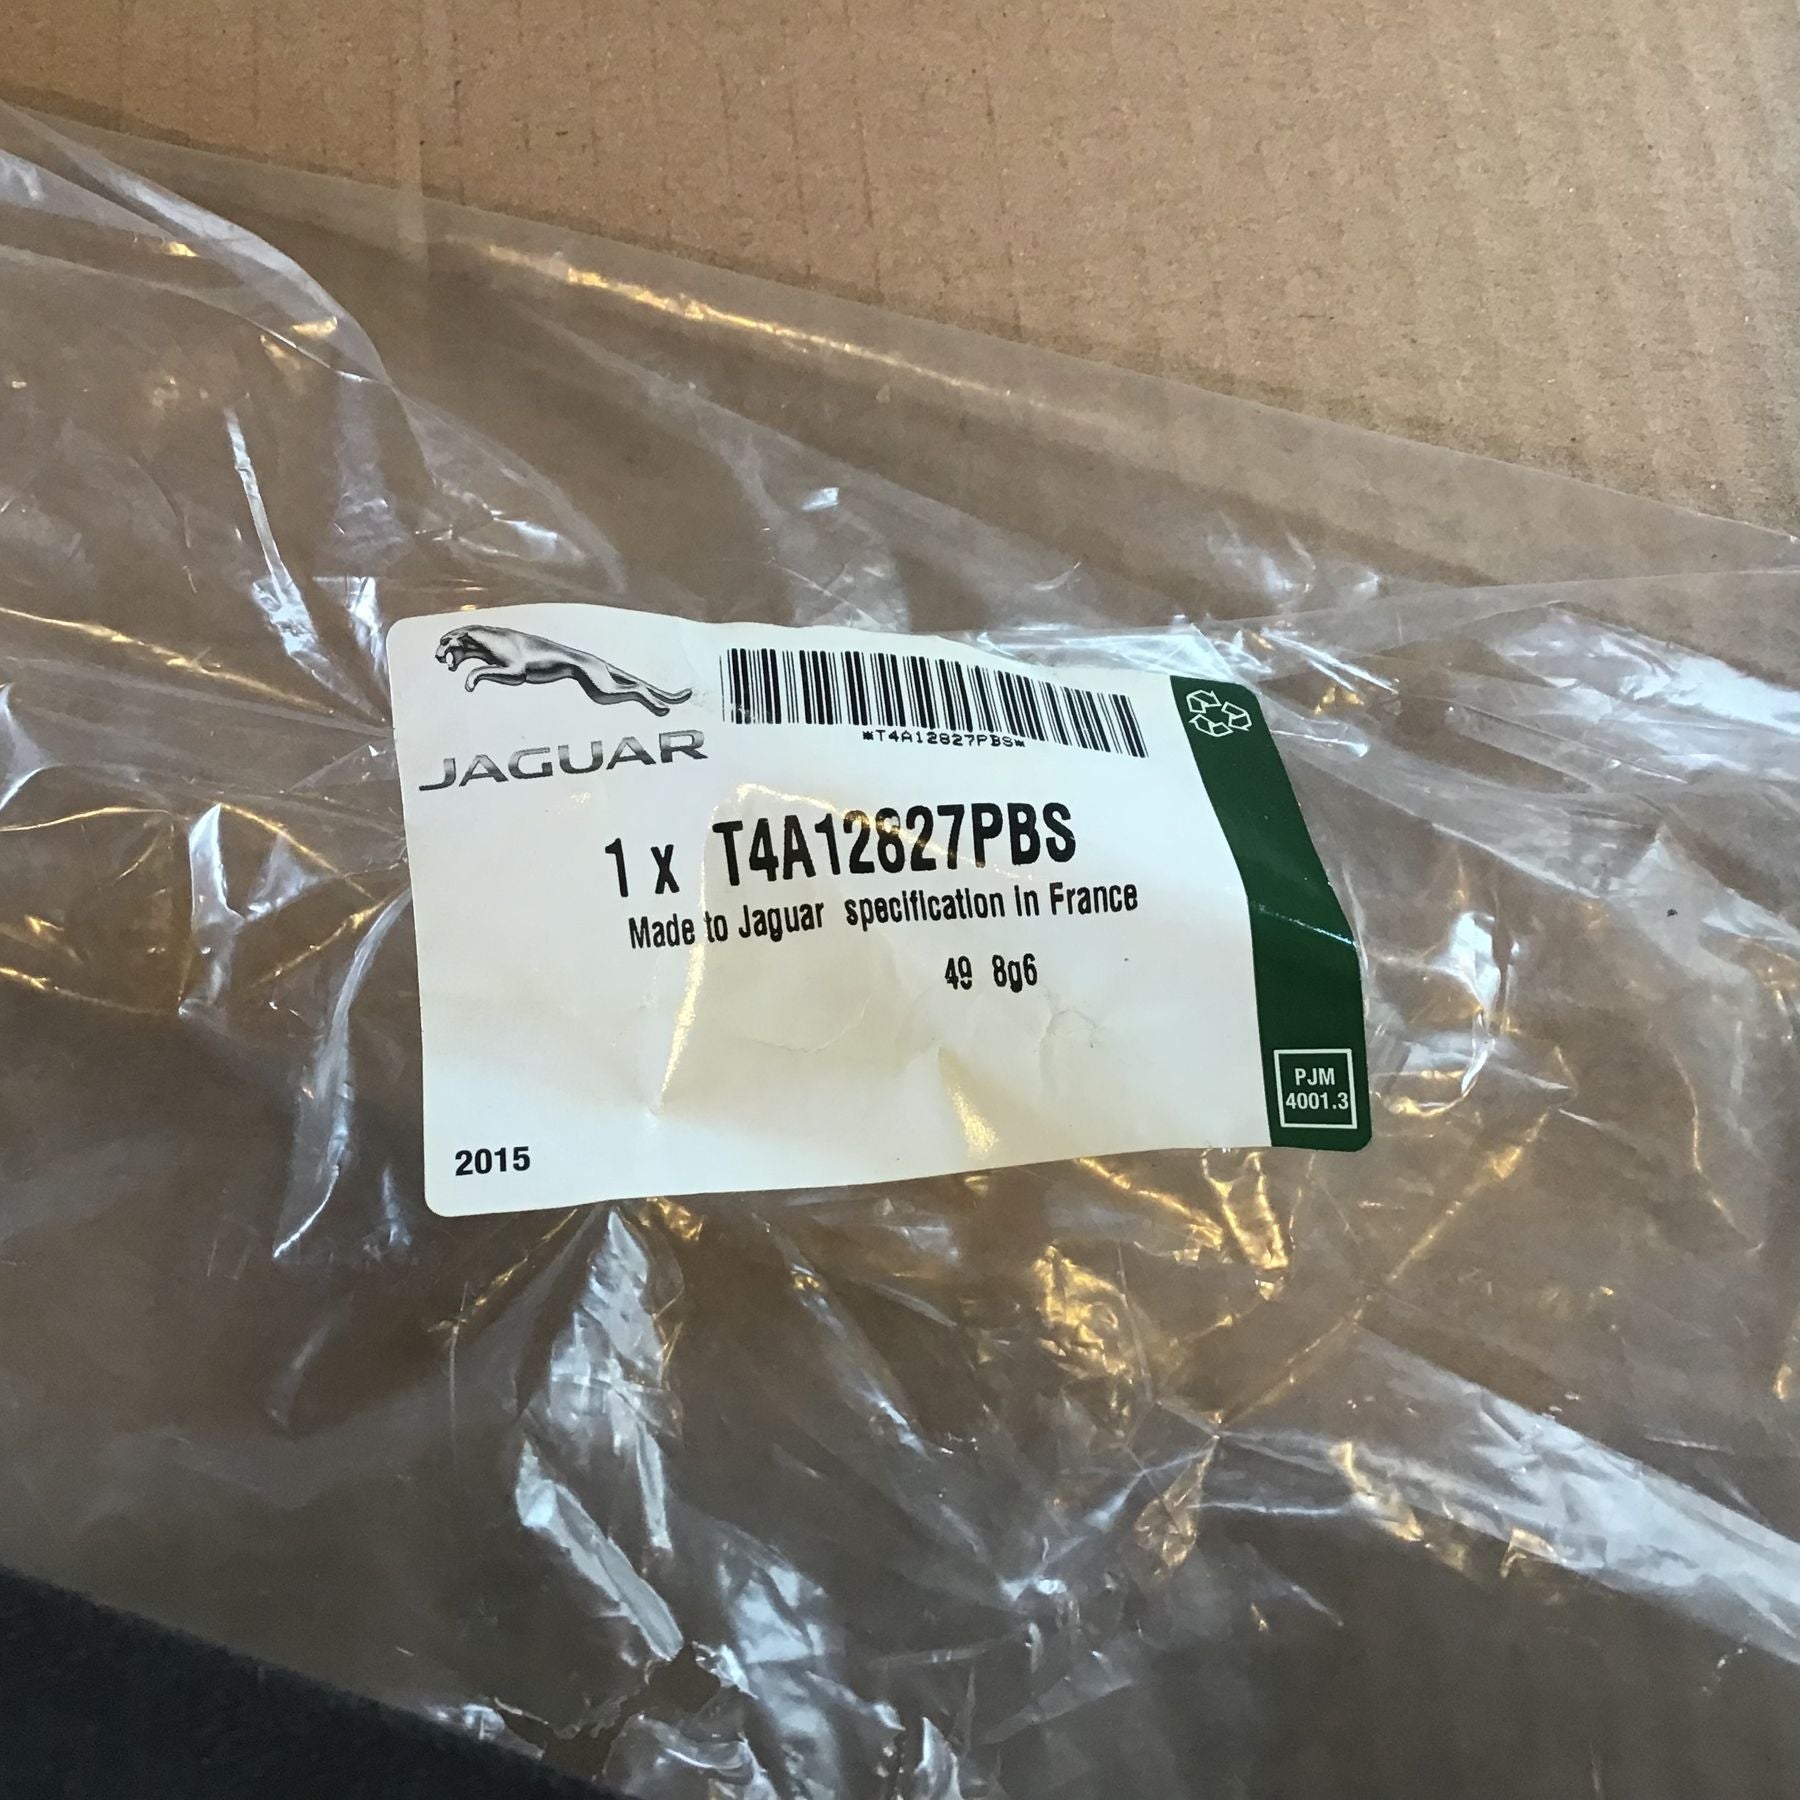 JAGUAR
*T4A12827PBS*
1 x T4A12827PBS
Made to Jaguar specification in France
49 8g6
PJM
4001.3
2015